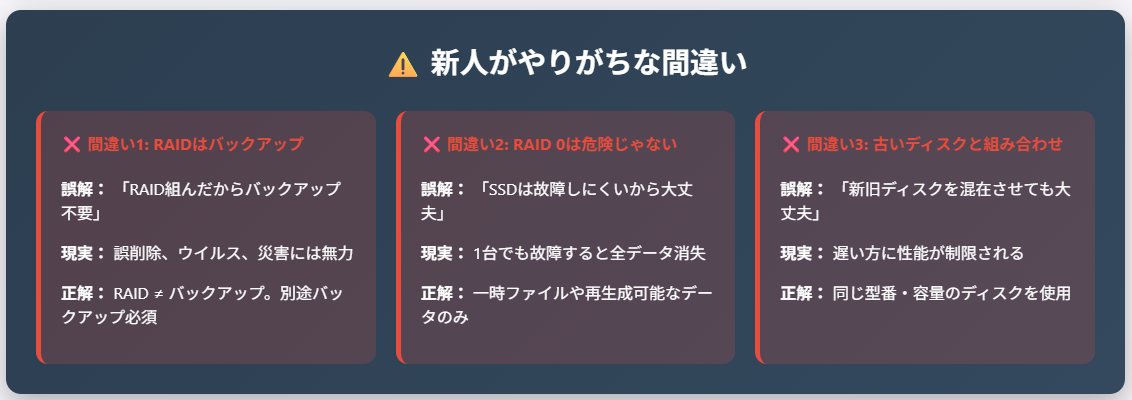 ⚠️ 新人がやりがちな間違い
❌ 間違い1: RAIDはバックアップ
誤解： 「RAID組んだからバックアップ
不要」
現実： 誤削除、ウイルス、災害には無力
正解： RAID ≠ バックアップ。別途バッ
クアップ必須
❌ 間違い2: RAID 0は危険じゃない
誤解： 「SSDは故障しにくいから大丈
夫」
現実： 1台でも故障すると全データ消失
正解： 一時ファイルや再生成可能なデー
タのみ
❌ 間違い3: 古いディスクと組み合わせ
誤解： 「新旧ディスクを混在させても大
丈夫」
現実： 遅い方に性能が制限される
正解： 同じ型番・容量のディスクを使用